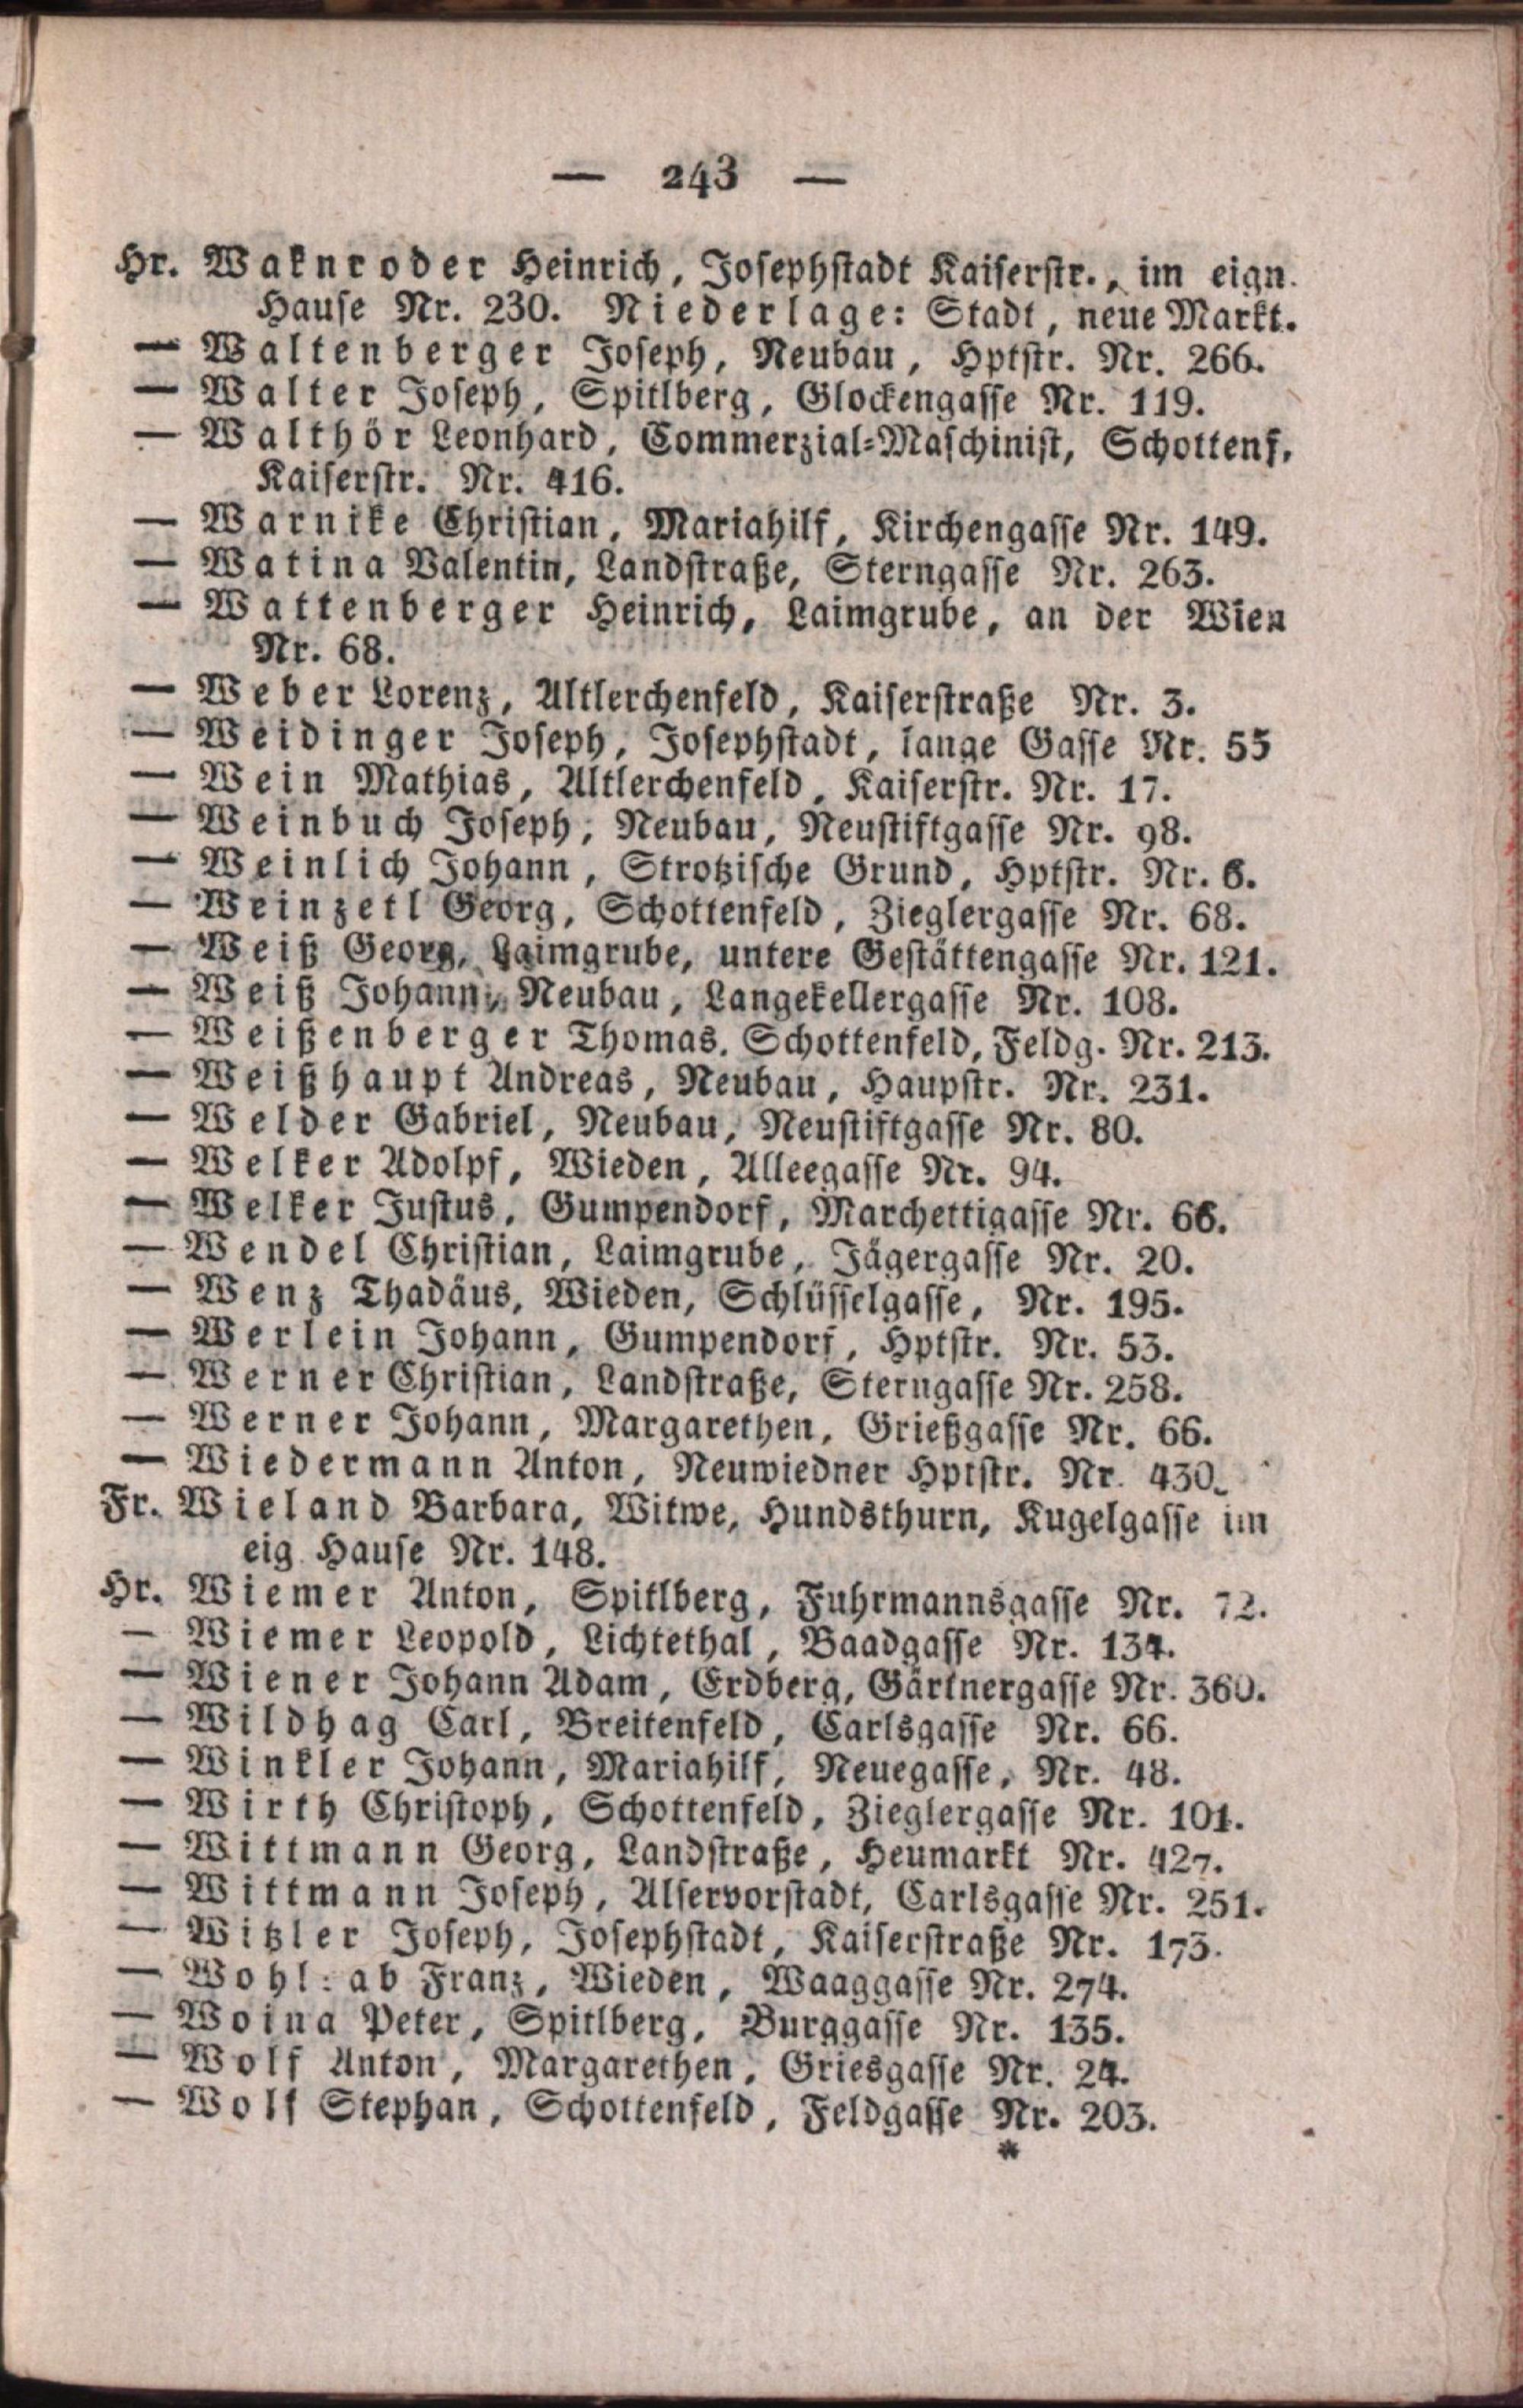 — 243 —
Hr. Waknroder Heinrich, Josephstadt Kaiserstr., im eign.
Hause Nr. 230. Niederlage: Stadt, neue Markt.
— Waltenberger Joseph, Neubau, Hptstr. Nr. 266.
— Walter Joseph, Spitlberg, Glockengasse Nr. 119.
— Walthör Leonhard, Commerzial-Maschinist, Schottenf.
Kaiserstr. Nr. 416.
— Warnike Christian, Mariahilf, Kirchengasse Nr. 149.
— Watina Valentin, Landstraße, Sterngasse Nr. 263.
— Wattenberger Heinrich, Laimgrube, an der Wien
Nr. 68.
— Weber Lorenz, Altlerchenfeld, Kaiserstraße Nr. 3.
— Weidinger Joseph, Josephstadt, lange Gasse Nr. 55
— Wein Mathias, Altlerchenfeld, Kaiserstr. Nr. 17.
— Weinbuch Joseph, Neubau, Neustiftgasse Nr. 98.
— Weinlich Johann, Strotzische Grund, Hptstr. Nr. 6.
— Weinzetl Georg, Schottenfeld, Zieglergasse Nr. 68.
— Weiß Georg, Laimgrube, untere Gestättengasse Nr. 121.
— Weiß Johann, Neubau, Langekellergasse Nr. 108.
— Weißenberger Thomas, Schottenfeld, Feldg. Nr. 213.
— Weißhaupt Andreas, Neubau, Haupstr. Nr. 231.
— Welder Gabriel, Neubau, Neustiftgasse Nr. 80.
— Welker Adolpf, Wieden, Alleegasse Nr. 94.
— Welker Justus, Gumpendorf, Marchettigasse Nr. 66.
— Wendel Christian, Laimgrube, Jägergasse Nr. 20.
— Wenz Thadäus, Wieden, Schlüsselgasse, Nr. 195.
— Werlein Johann, Gumpendorf, Hptstr. Nr. 53.
— Werner Christian, Landstraße, Sterngasse Nr. 258.
— Werner Johann, Margarethen, Grießgasse Nr. 66.
— Wiedermann Anton, Neuwiedner Hptstr. Nr. 430.
Fr. Wieland Barbara, Witwe, Hundsthurn, Kugelgasse im
eig. Hause Nr. 148.
Hr. Wiemer Anton, Spitlberg, Fuhrmannsgasse Nr. 72.
— Wiemer Leopold, Lichtethal, Baadgasse Nr. 134.
— Wiener Johann Adam, Erdberg, Gärtnergasse Nr. 360.
— Wildhag Carl, Breitenfeld, Carlsgasse Nr. 66.
— Winkler Johann, Mariahilf, Neuegasse, Nr. 48.
— Wirth Christoph, Schottenfeld, Zieglergasse Nr. 101.
— Wittmann Georg, Landstraße, Heumarkt Nr. 427.
— Wittmann Joseph, Alservorstadt, Carlsgasse Nr. 251.
— Witzler Joseph, Josephstadt, Kaiserstraße Nr. 173.
— Franz, Wieden, Waaggasse Nr. 274.
— Woina Peter, Spitlberg, Burggasse Nr. 135.
— Wolf Anton, Margarethen, Griesgasse Nr. 24.
— Wolf Stephan, Schottenfeld, Feldgasse Nr. 203.
*